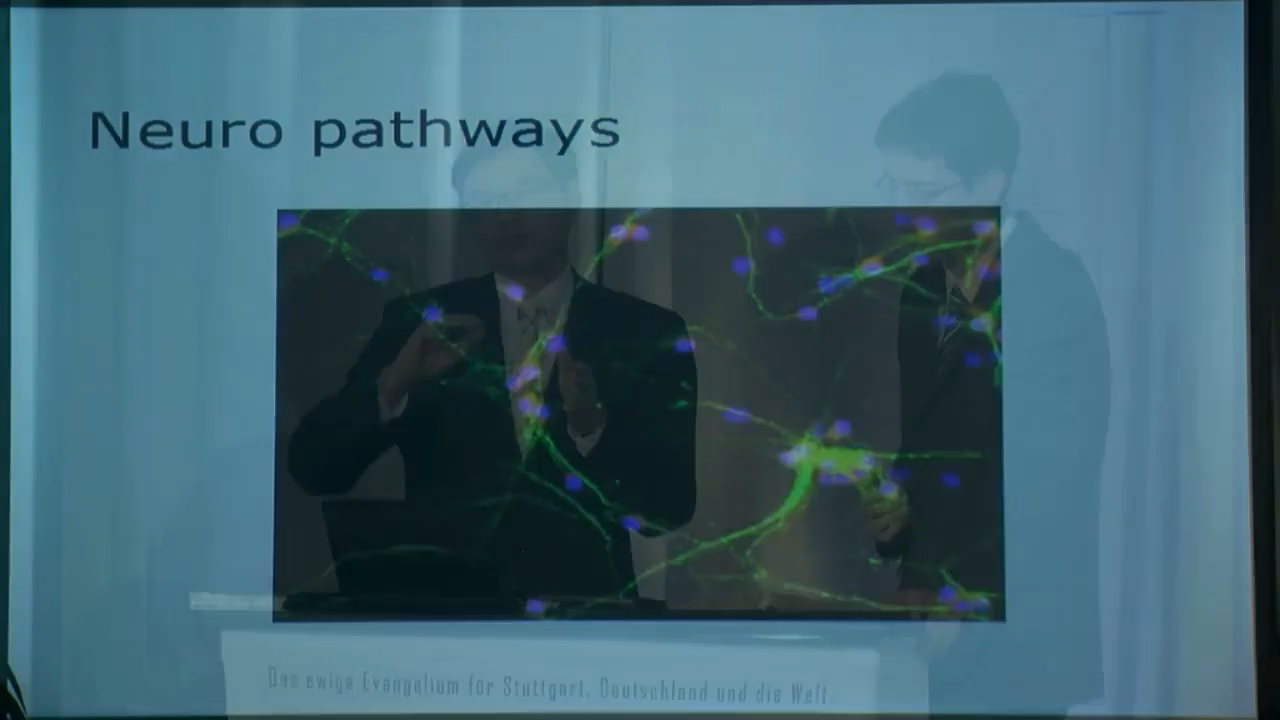 Neuro pathways
Das ewige Evangelium für Stuttgart, Deutschland und die Welt